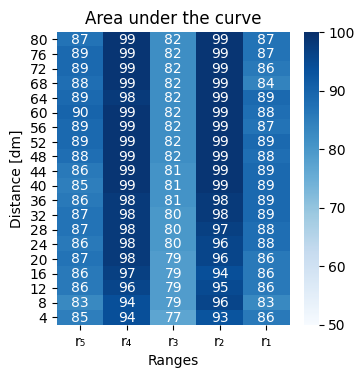 Area under the curve
80 87 99 82 99 87 100
76 89 99 82 99 87
72 89 99 82 99 86
68 88 99 82 99 84
64 89 98 82 99 89 90
60 90 99 82 99 88
56 89 99 82 99 87
52 89 99 82 99 89
48 88 99 82 99 88 80
44 86 99 81 99 89
40 85 99 81 99 89
36 86 98 81 98 89
32 87 98 80 98 89 70
28 87 98 80 97 88
24 86 98 80 96 88
20 87 98 79 96 86
16 86 97 79 94 86 60
12 86 96 79 95 86
8 83 94 79 96 83
4 85 94 77 93 86 50
r₅ r₄ r₃ r₂ r₁
Ranges
Distance [dm]